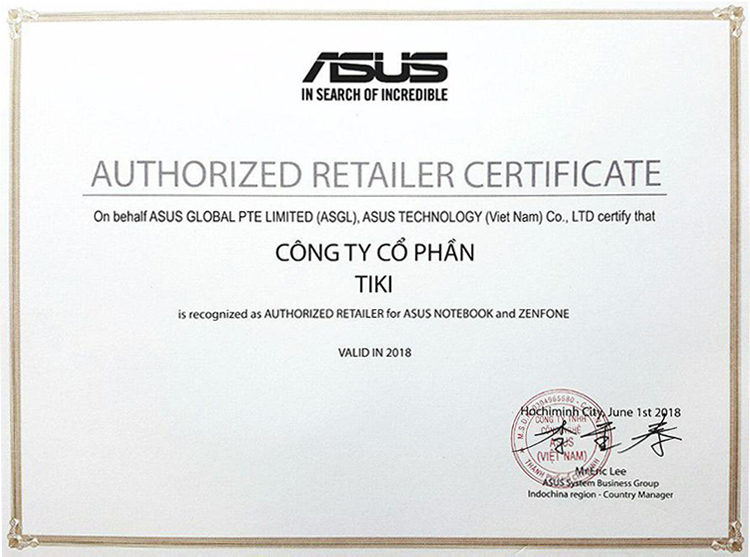 ASUS
IN SEARCH OF INCREDIBLE
AUTHORIZED RETAILER CERTIFICATE
On behalf ASUS GLOBAL PTE LIMITED (ASGL), ASUS TECHNOLOGY (Viet Nam) Co., LTD certify that
CÔNG TY CỔ PHẦN
TIKI
is recognized as AUTHORIZED RETAILER for ASUS NOTEBOOK and ZENFONE
VALID IN 2018
Hochiminh City, June 1st 2018
CÔNG TY TNHH
ASUS
(VIỆT NAM)
Mr.Eric Lee
ASUS System Business Group
Indochina region - Country Manager